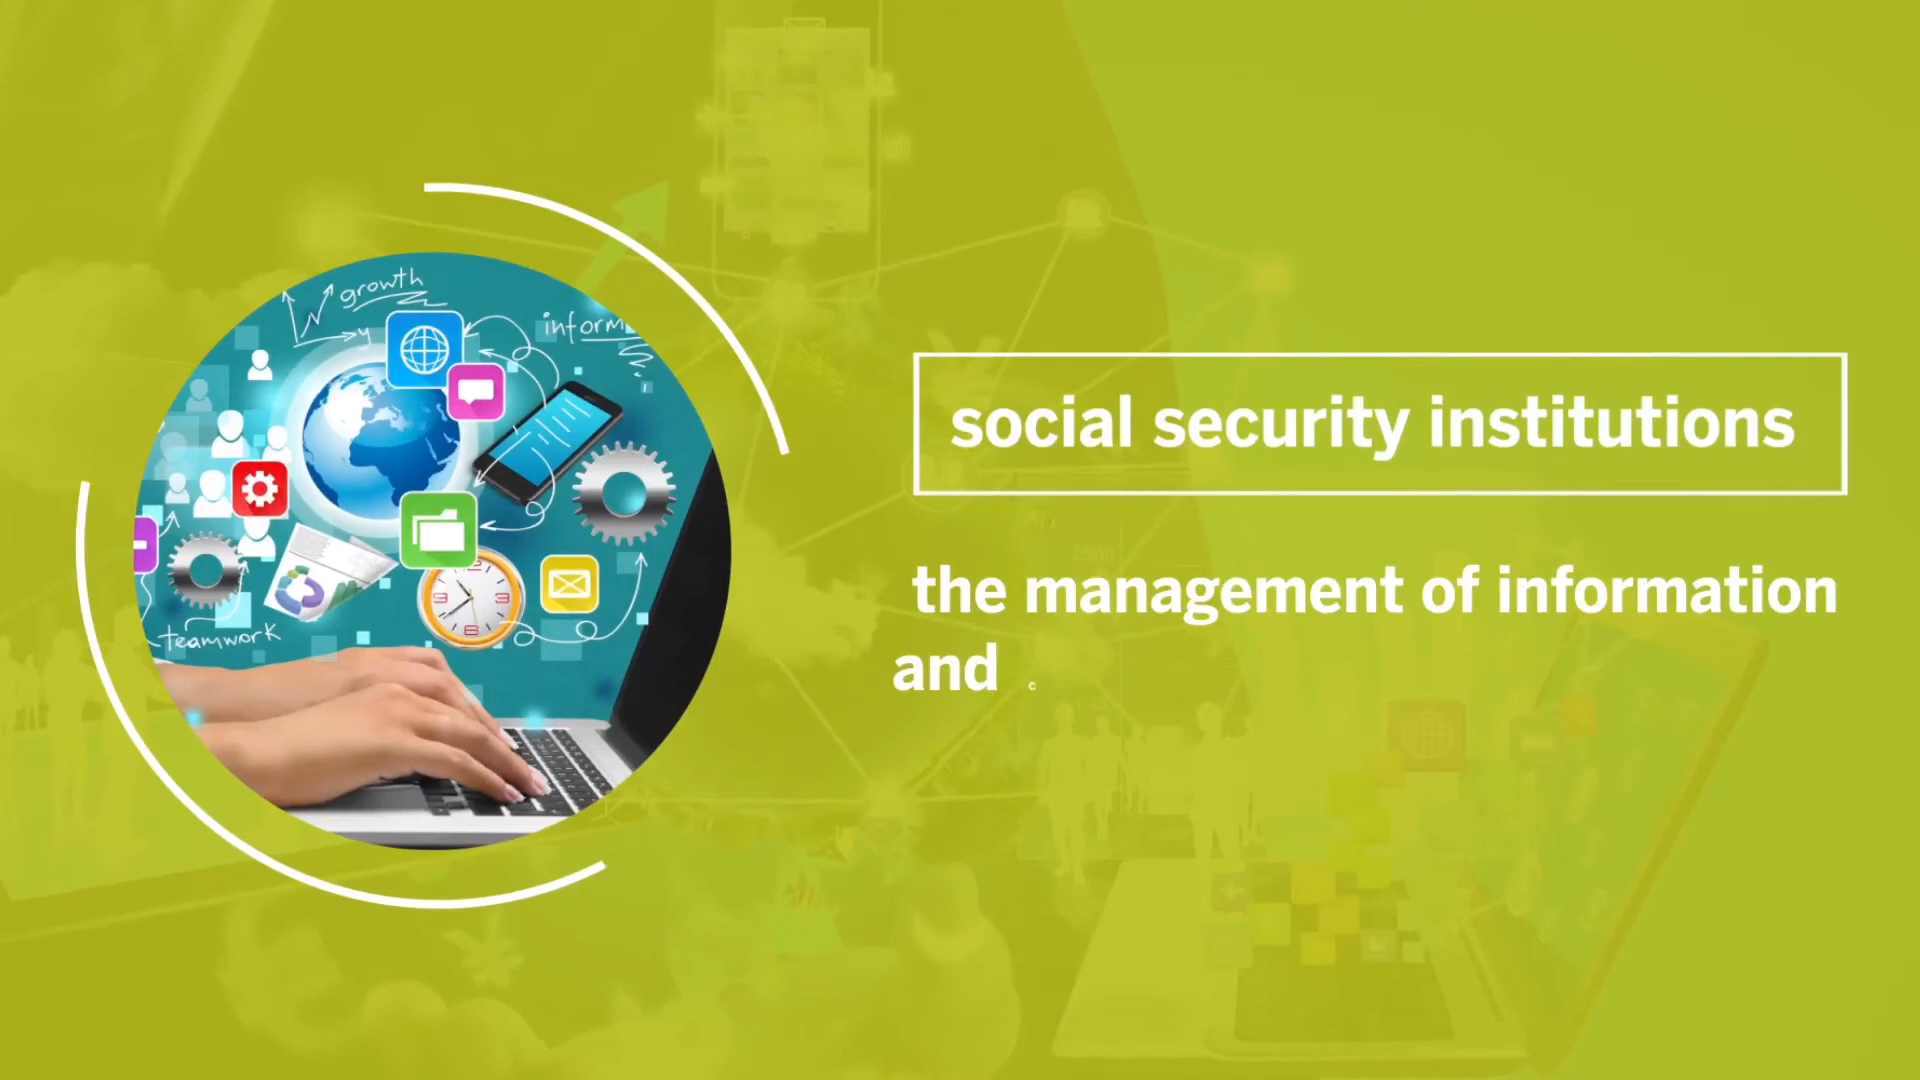 growth
y
inform
teamwork
social security institutions
the management of information
and c